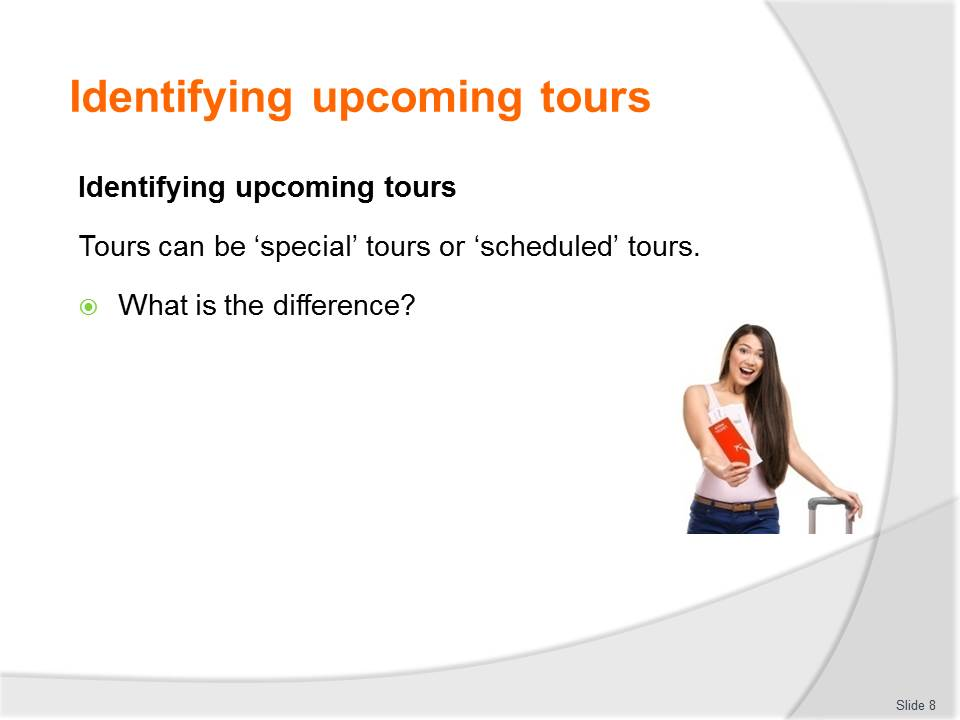 Identifying upcoming tours
Identifying upcoming tours
Tours can be ‘special’ tours or ‘scheduled’ tours.
What is the difference?
Slide 8